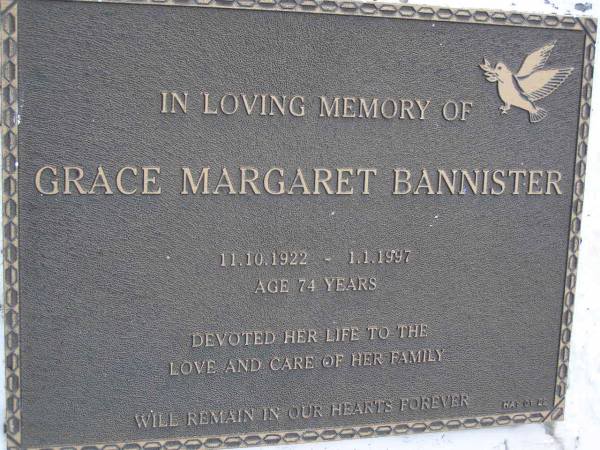 IN LOVING MEMORY OF
GRACE MARGARET BANNISTER
11.10.1922 - 1.1.1997
AGE 74 YEARS
DEVOTED HER LIFE TO THE
LOVE AND CARE OF HER FAMILY
WILL REMAIN IN OUR HEARTS FOREVER